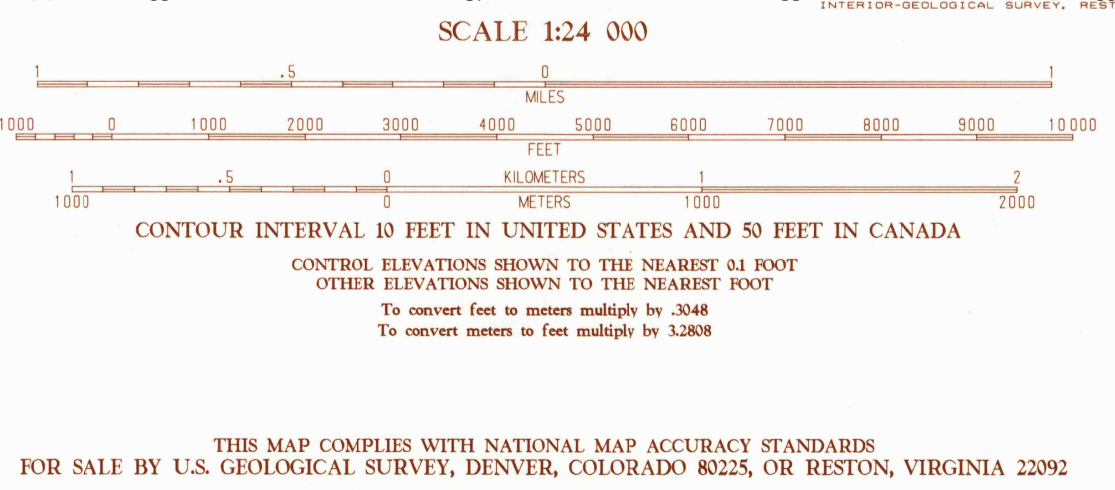 INTERIOR-GEOLOGICAL SURVEY, REST
SCALE 1:24 000
1 .5 0 1
MILES
1000 0 1000 2000 3000 4000 5000 6000 7000 8000 9000 10 000
FEET
1 .5 0 KILOMETERS 1 2
1000 0 METERS 1000 2000
CONTOUR INTERVAL 10 FEET IN UNITED STATES AND 50 FEET IN CANADA
CONTROL ELEVATIONS SHOWN TO THE NEAREST 0.1 FOOT
OTHER ELEVATIONS SHOWN TO THE NEAREST FOOT
To convert feet to meters multiply by .3048
To convert meters to feet multiply by 3.2808
THIS MAP COMPLIES WITH NATIONAL MAP ACCURACY STANDARDS
FOR SALE BY U.S. GEOLOGICAL SURVEY, DENVER, COLORADO 80225, OR RESTON, VIRGINIA 22092